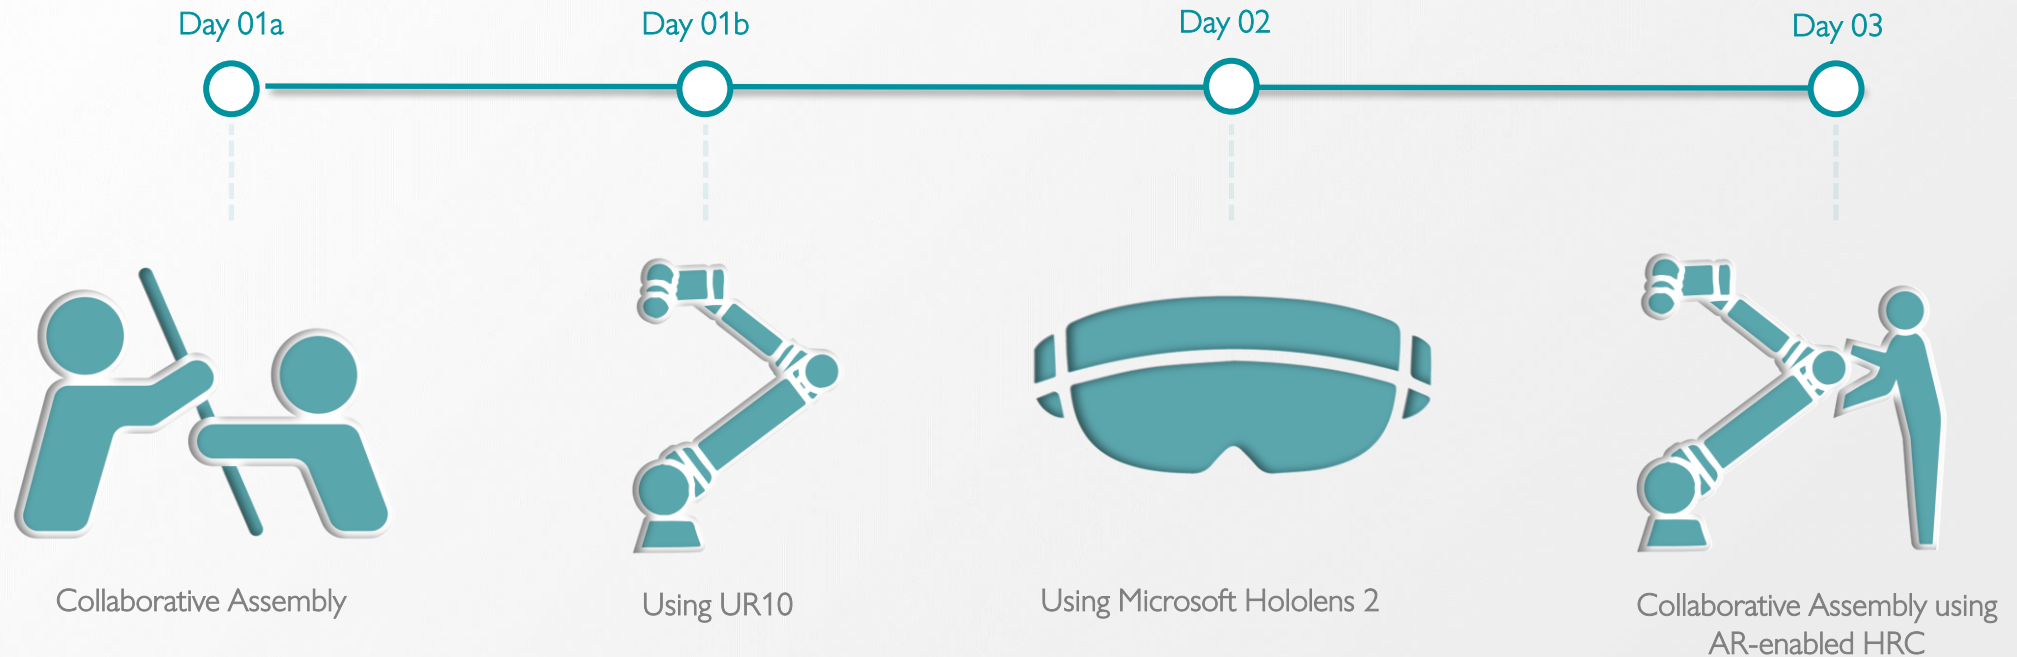 Day 01a
Day 01b
Day 02
Day 03
Collaborative Assembly
Using UR10
Using Microsoft Hololens 2
Collaborative Assembly using
AR-enabled HRC